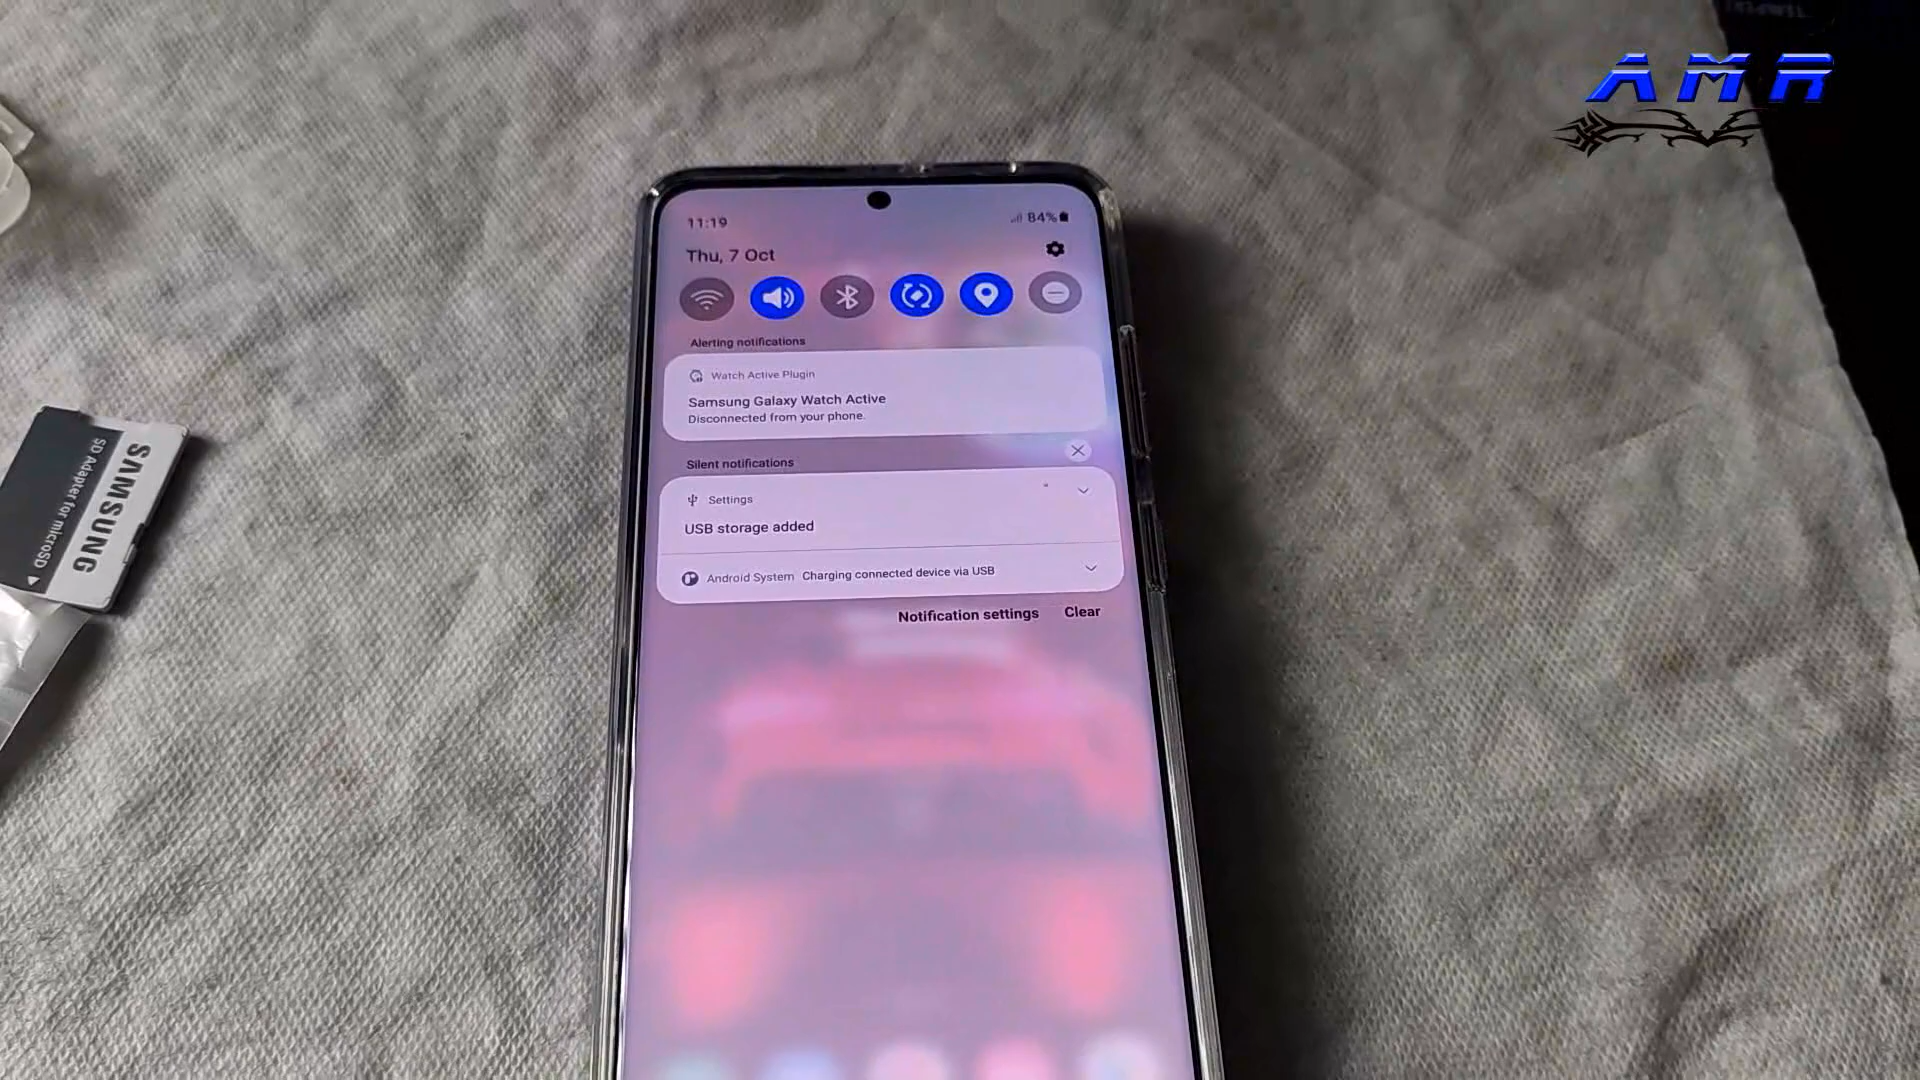 AMR
11:19
84%
Thu, 7 Oct
Alerting notifications
Watch Active Plugin
Samsung Galaxy Watch Active
Disconnected from your phone.
Silent notifications
Settings
USB storage added
Android System Charging connected device via USB
Notification settings Clear
SAMSUNG
SD Adapter for microSD